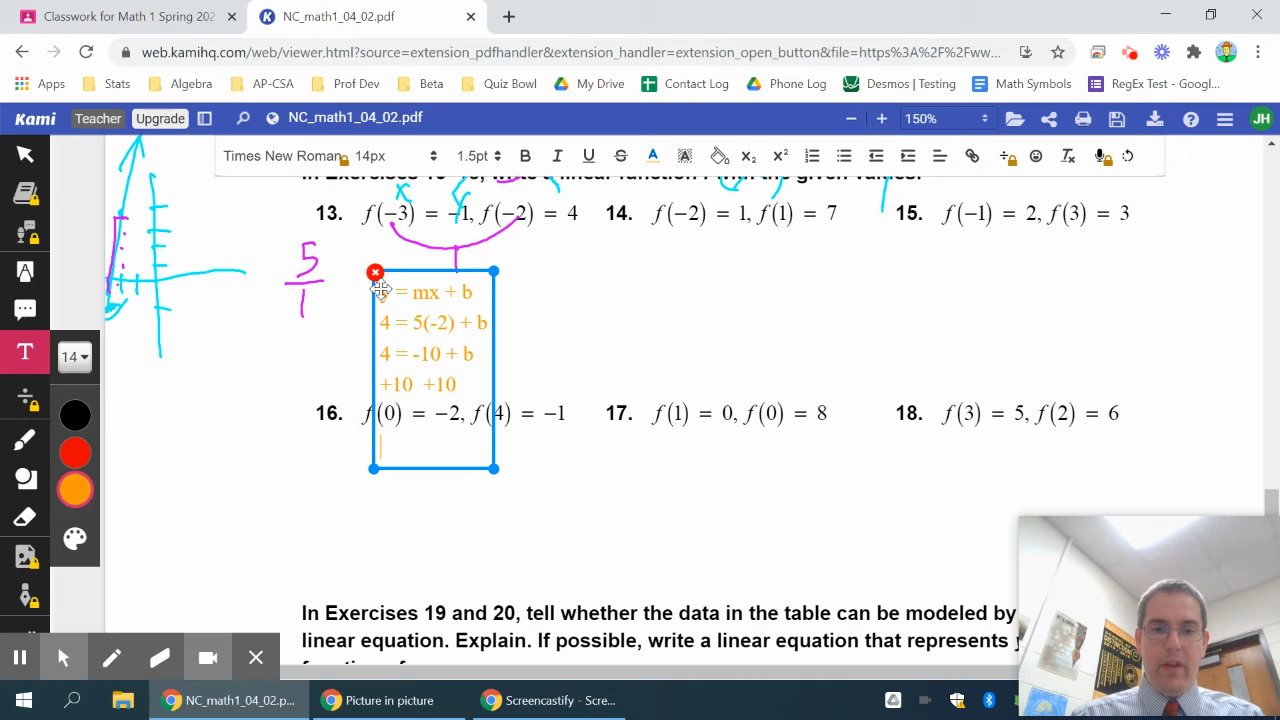 Classwork for Math 1 Spring 202
NC_math1_04_02.pdf
web.kamihq.com/web/viewer.html?source=extension_pdfhandler&extension_handler=extension_open_button&file=https%3A%2F%2Fww...
Apps Stats Algebra AP-CSA Prof Dev Beta Quiz Bowl My Drive Contact Log Phone Log Desmos | Testing Math Symbols RegEx Testing - Googl...
Kami Teacher Upgrade NC_math1_04_02.pdf 150% JH
Times New Roman 14px 1.5pt B I U S A
x y
13. f(−3) = −1, f(−2) = 4 14. f(−2) = 1, f(1) = 7 15. f(−1) = 2, f(3) = 3
5
1
= mx + b
4 = 5(-2) + b
4 = -10 + b
+10 +10
14
16. f(0) = −2, f(4) = −1 17. f(1) = 0, f(0) = 8 18. f(3) = 5, f(2) = 6
In Exercises 19 and 20, tell whether the data in the table can be modeled by
linear equation. Explain. If possible, write a linear equation that represents
NC_math1_04_02.p... Picture in picture Screencastify - Scre...